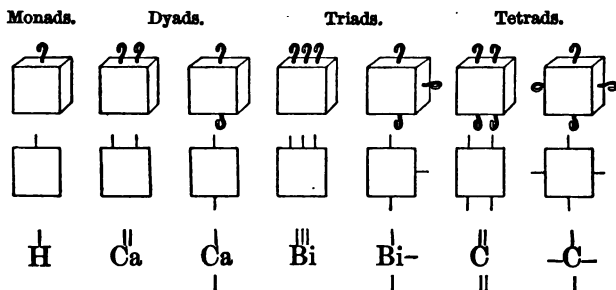 Monads. Dyads. Triads. Tetrads.
H Ca Ca Bi Bi- C -C-